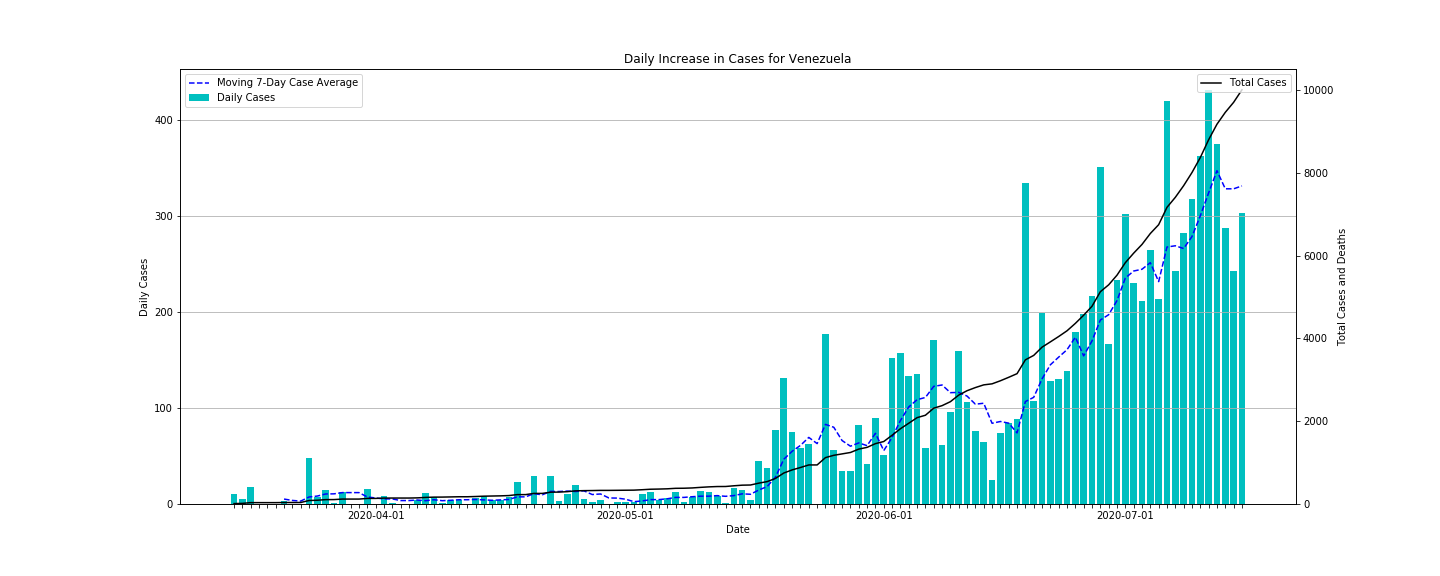 Daily Increase in Cases for Venezuela
Moving 7-Day Case Average
Daily Cases
Total Cases
400
300
200
100
0
Daily Cases
10000
8000
6000
4000
2000
0
Total Cases and Deaths
2020-04-01
2020-05-01
2020-06-01
2020-07-01
Date